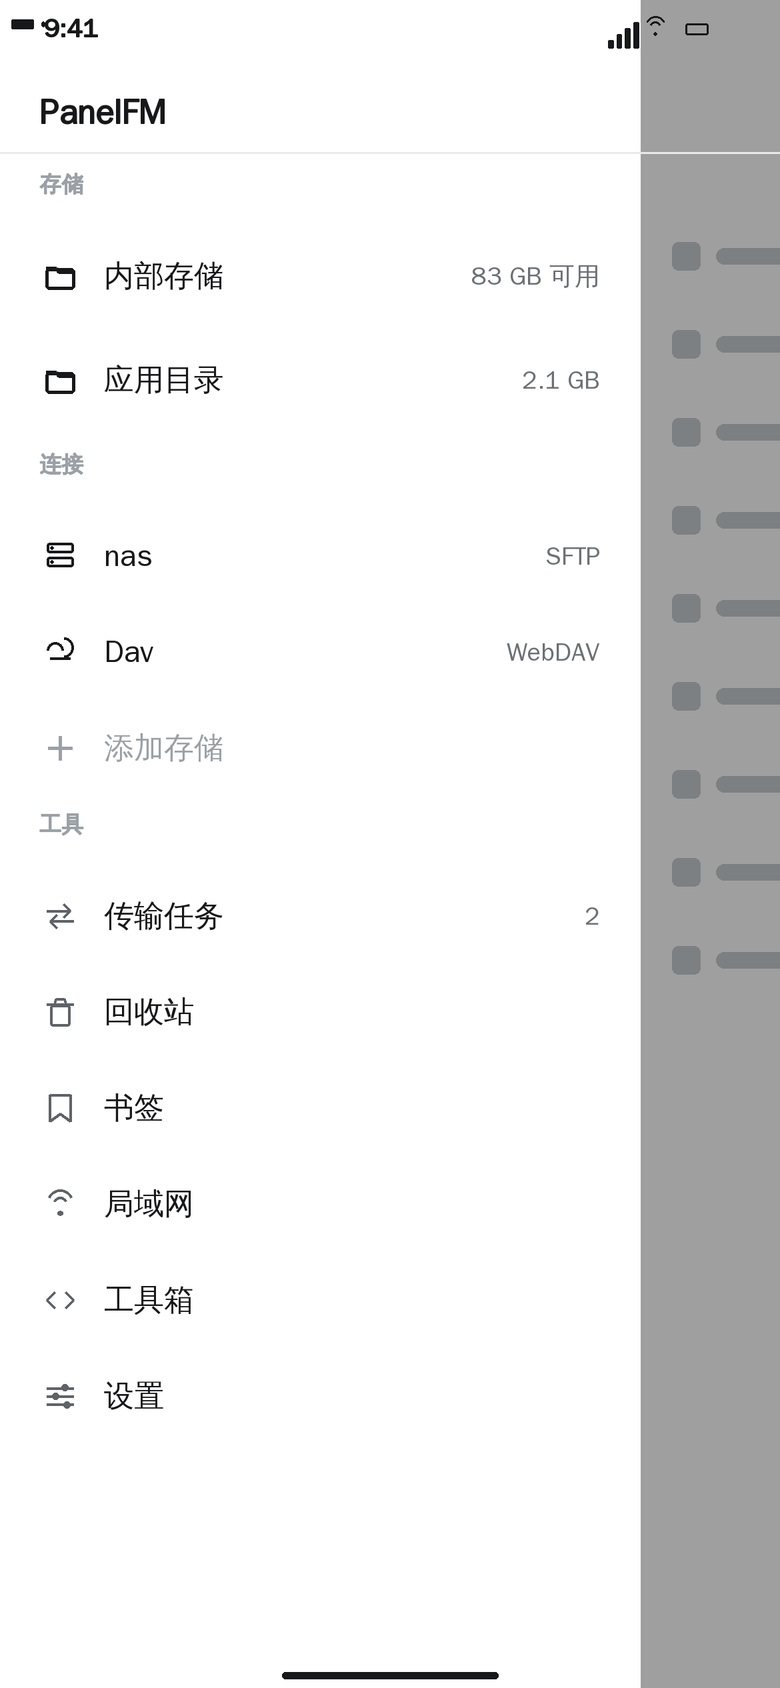 9:41
PanelFM
存储
内部存储 83 GB 可用
应用目录 2.1 GB
连接
nas SFTP
Dav WebDAV
添加存储
工具
传输任务 2
回收站
书签
局域网
工具箱
设置